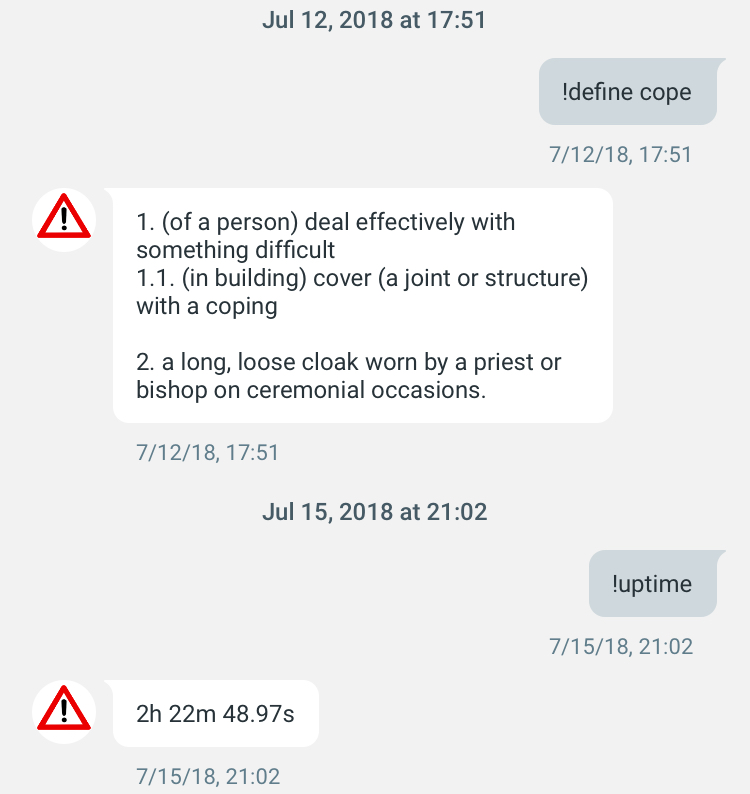 Jul 12, 2018 at 17:51
!define cope
7/12/18, 17:51
1. (of a person) deal effectively with
something difficult
1.1. (in building) cover (a joint or structure)
with a coping
2. a long, loose cloak worn by a priest or
bishop on ceremonial occasions.
7/12/18, 17:51
Jul 15, 2018 at 21:02
!uptime
7/15/18, 21:02
2h 22m 48.97s
7/15/18, 21:02